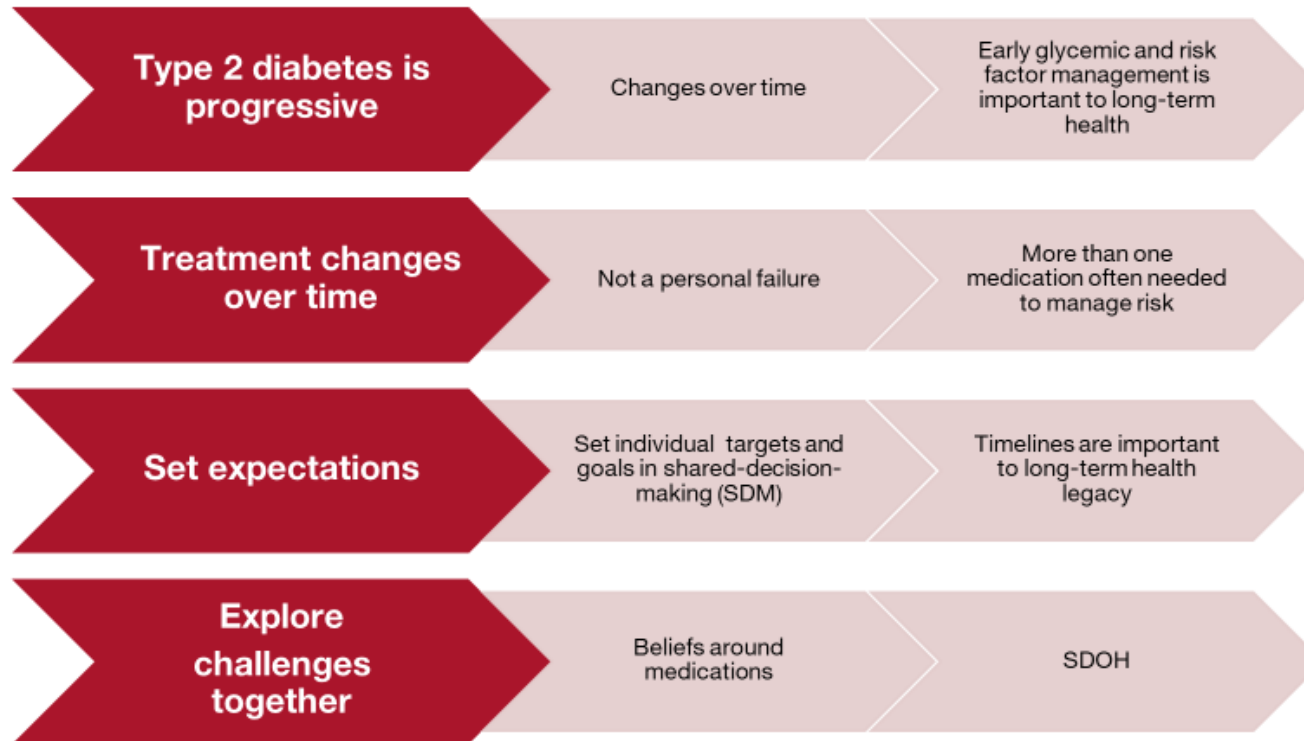 Type 2 diabetes is
progressive
Changes over time
Early glycemic and risk
factor management is
important to long-term
health
Treatment changes
over time
Not a personal failure
More than one
medication often needed
to manage risk
Set expectations
Set individual targets and
goals in shared-decision-
making (SDM)
Timelines are important
to long-term health
legacy
Explore
challenges
together
Beliefs around
medications
SDOH